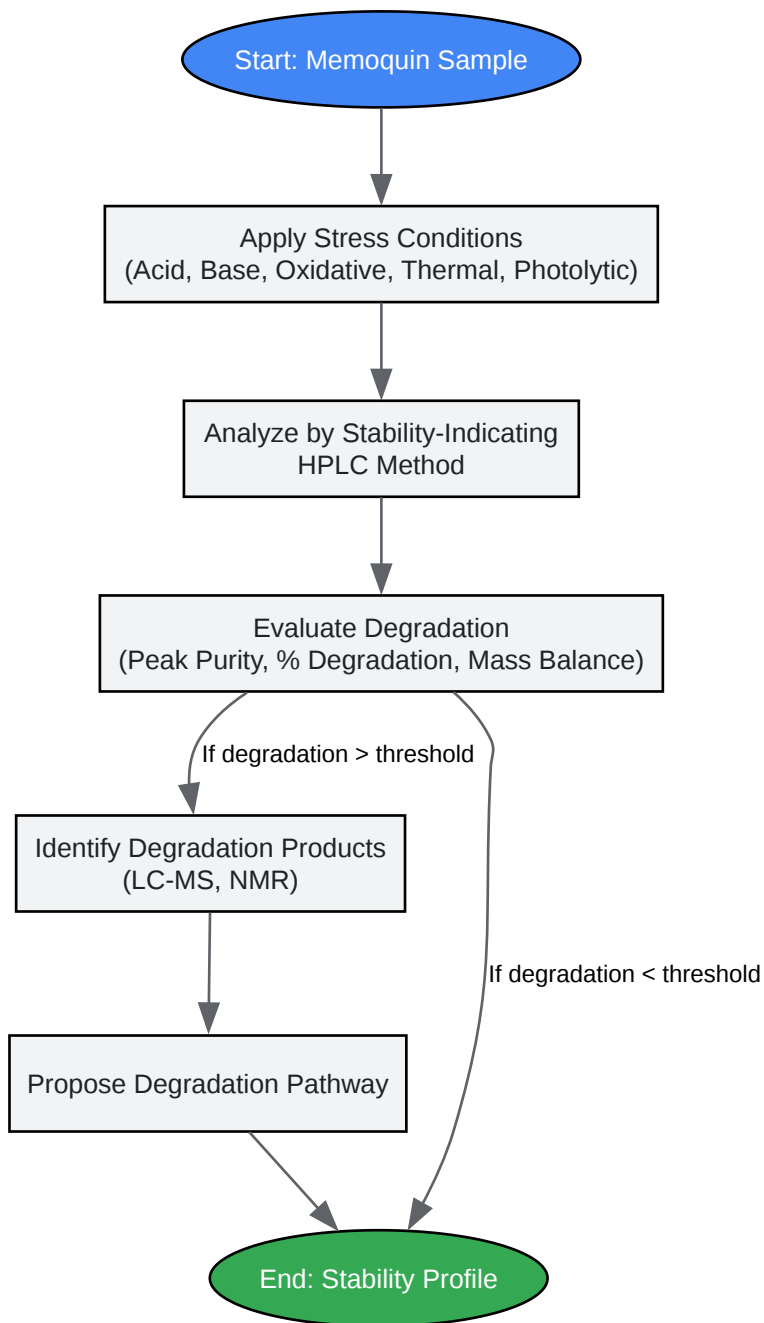 Start: Memoquin Sample
Apply Stress Conditions
(Acid, Base, Oxidative, Thermal, Photolytic)
Analyze by Stability-Indicating
HPLC Method
Evaluate Degradation
(Peak Purity, % Degradation, Mass Balance)
If degradation > threshold
Identify Degradation Products
(LC-MS, NMR)
If degradation < threshold
Propose Degradation Pathway
End: Stability Profile